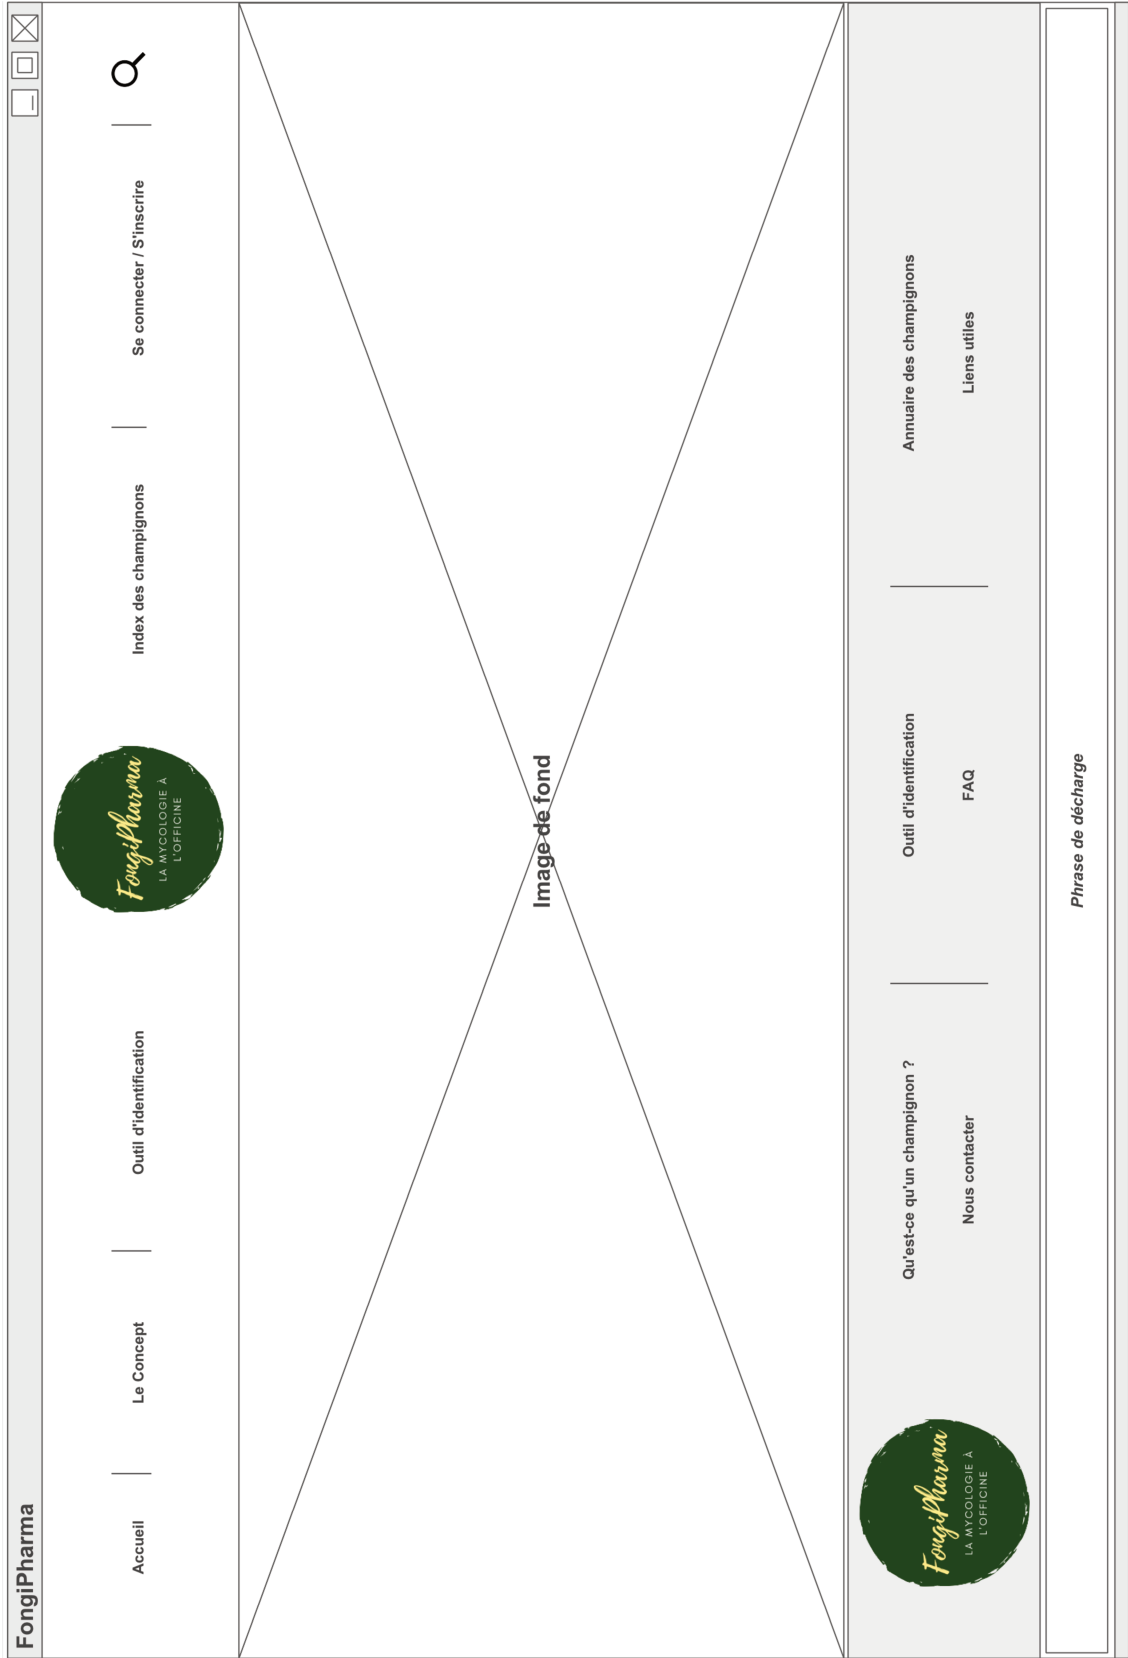 FongiPharma
Accueil
Le Concept
Outil d'identification
FongiPharma
LA MYCOLOGIE À
L'OFFICINE
Index des champignons
Se connecter / S'inscrire
Image de fond
FongiPharma
LA MYCOLOGIE À
L'OFFICINE
Qu'est-ce qu'un champignon ?
Outil d'identification
Annuaire des champignons
Nous contacter
FAQ
Liens utiles
Phrase de décharge